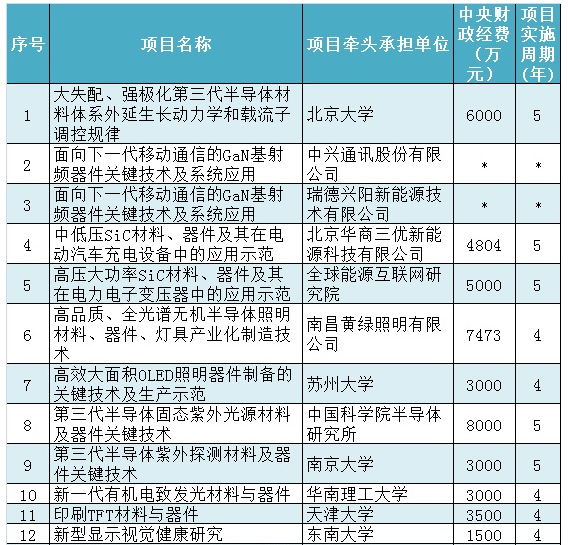 序号 项目名称 项目牵头承担单位 中央财政经费（万元） 项目实施周期(年)
1 大失配、强极化第三代半导体材料体系外延生长动力学和载流子调控规律 北京大学 6000 5
2 面向下一代移动通信的GaN基射频器件关键技术及系统应用 中兴通讯股份有限公司 * *
3 面向下一代移动通信的GaN基射频器件关键技术及系统应用 瑞德兴阳新能源技术有限公司 * *
4 中低压SiC材料、器件及其在电动汽车充电设备中的应用示范 北京华商三优新能源科技有限公司 4804 5
5 高压大功率SiC材料、器件及其在电力电子变压器中的应用示范 全球能源互联网研究院 5000 5
6 高品质、全光谱无机半导体照明材料、器件、灯具产业化制造技术 南昌黄绿照明有限公司 7473 4
7 高效大面积OLED照明器件制备的关键技术及生产示范 苏州大学 3000 4
8 第三代半导体固态紫外光源材料及器件关键技术 中国科学院半导体研究所 8000 5
9 第三代半导体紫外探测材料及器件关键技术 南京大学 3000 5
10 新一代有机电致发光材料与器件 华南理工大学 3000 4
11 印刷TFT材料与器件 天津大学 3500 4
12 新型显示视觉健康研究 东南大学 1500 4